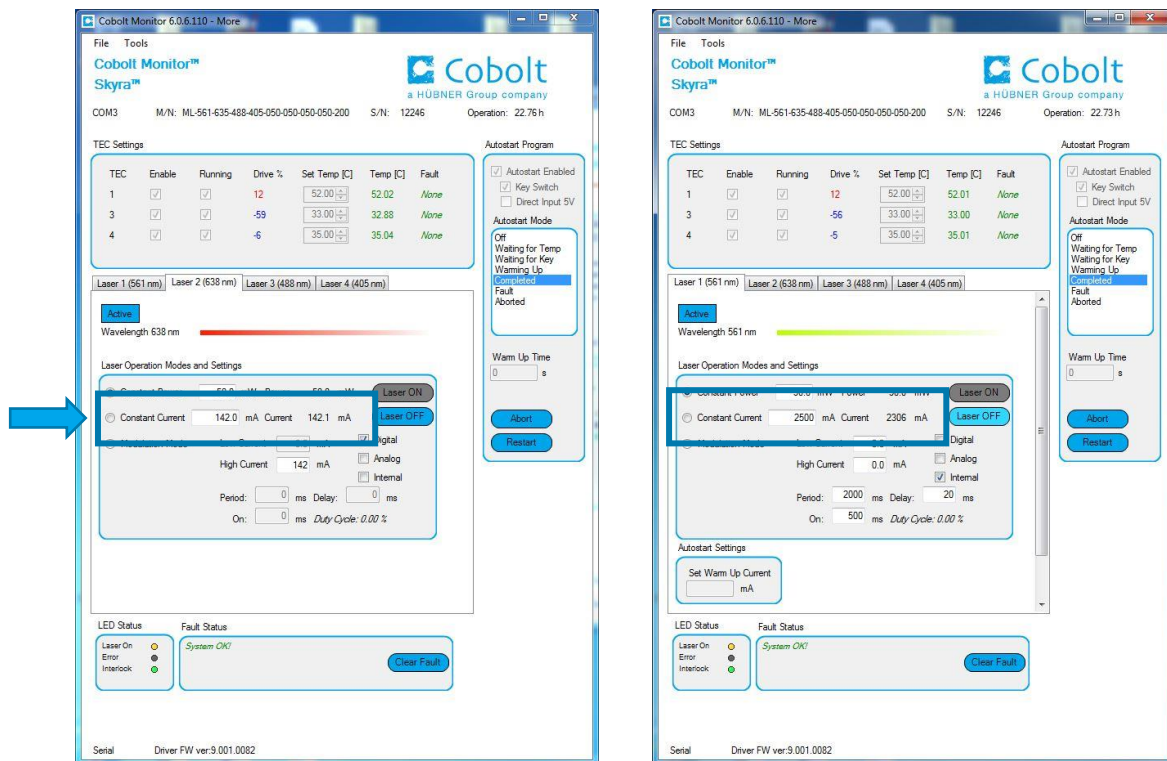 Cobolt Monitor 6.0.6.110 - More
File Tools
Cobolt Monitor™
Skyra™
Cobolt
a HÜBNER Group company
COM3 M/N: ML-561-635-488-405-050-050-050-050-200 S/N: 12246 Operation: 22.76 h
TEC Settings
TEC Enable Running Drive % Set Temp [C] Temp [C] Fault
1 12 52.00 52.02 None
3 -59 33.00 32.88 None
4 -6 35.00 35.04 None
Autostart Program
Autostart Enabled
Key Switch
Direct Input 5V
Autostart Mode
Off
Waiting for Temp
Waiting for Key
Warming Up
Completed
Fault
Aborted
Warm Up Time
0 s
Abort
Restart
Laser 1 (561 nm) Laser 2 (638 nm) Laser 3 (488 nm) Laser 4 (405 nm)
Active
Wavelength 638 nm
Laser Operation Modes and Settings
Laser ON
Constant Current 142.0 mA Current 142.1 mA Laser OFF
Digital
High Current 142 mA Analog
Internal
Period: 0 ms Delay: 0 ms
On: 0 ms Duty Cycle: 0.00 %
LED Status
Laser On
Error
Interlock
Fault Status
System OK!
Clear Fault
Serial Driver FW ver:9.001.0082
Cobolt Monitor 6.0.6.110 - More
File Tools
Cobolt Monitor™
Skyra™
Cobolt
a HÜBNER Group company
COM3 M/N: ML-561-635-488-405-050-050-050-050-200 S/N: 12246 Operation: 22.73 h
TEC Settings
TEC Enable Running Drive % Set Temp [C] Temp [C] Fault
1 12 52.00 52.01 None
3 -56 33.00 33.00 None
4 -5 35.00 35.01 None
Autostart Program
Autostart Enabled
Key Switch
Direct Input 5V
Autostart Mode
Off
Waiting for Temp
Waiting for Key
Warming Up
Completed
Fault
Aborted
Warm Up Time
0 s
Abort
Restart
Laser 1 (561 nm) Laser 2 (638 nm) Laser 3 (488 nm) Laser 4 (405 nm)
Active
Wavelength 561 nm
Laser Operation Modes and Settings
Laser ON
Constant Current 2500 mA Current 2306 mA Laser OFF
Digital
High Current 0.0 mA Analog
Internal
Period: 2000 ms Delay: 20 ms
On: 500 ms Duty Cycle: 0.00 %
Autostart Settings
Set Warm Up Current
mA
LED Status
Laser On
Error
Interlock
Fault Status
System OK!
Clear Fault
Serial Driver FW ver:9.001.0082